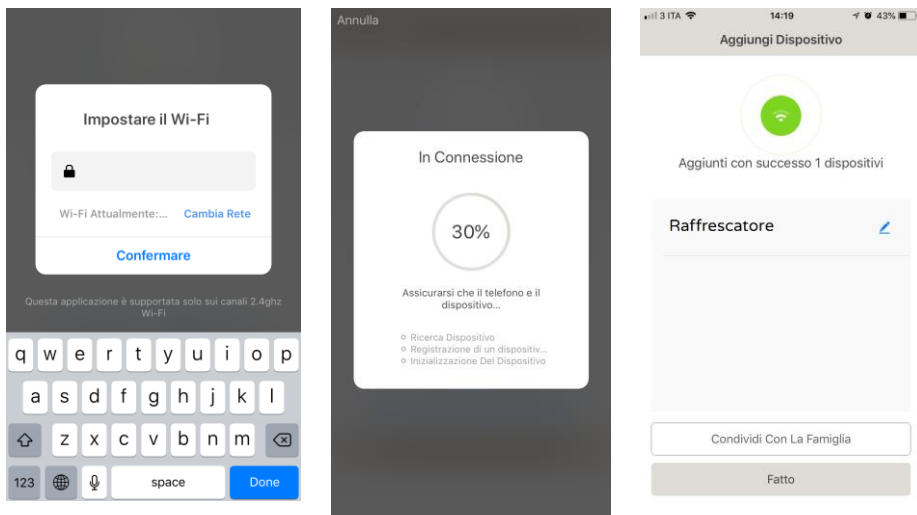 Impostare il Wi-Fi
Wi-Fi Attualmente:... Cambia Rete
Confermare
Questa applicazione è supportata solo sui canali 2.4ghz
Wi-Fi
q w e r t y u i o p
a s d f g h j k l
z x c v b n m
123 space Done
Annulla
In Connessione
30%
Assicurarsi che il telefono e il
dispositivo...
Ricerca Dispositivo
Registrazione di un dispositiv...
Inizializzazione Del Dispositivo
3 ITA 14:19 43%
Aggiungi Dispositivo
Aggiunti con successo 1 dispositivi
Raffrescatore
Condividi Con La Famiglia
Fatto